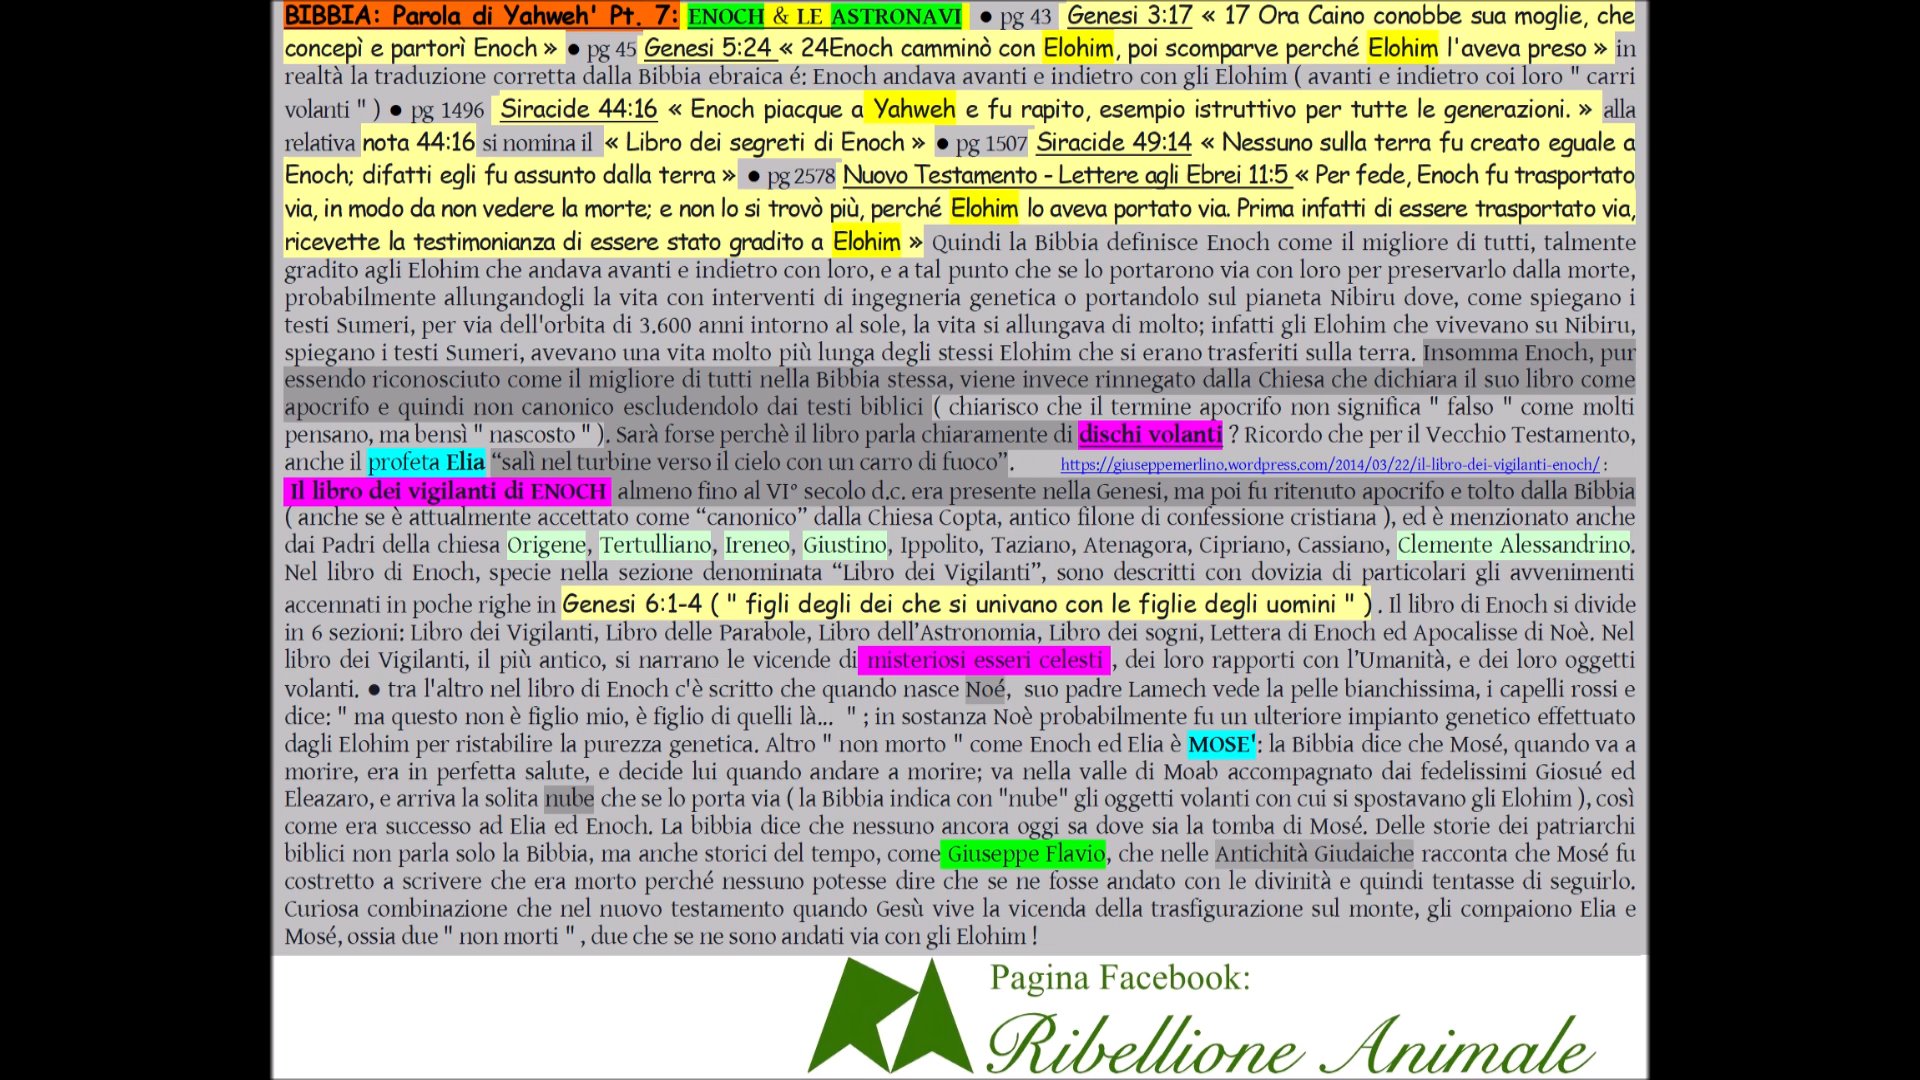 BIBBIA: Parola di Yahweh' Pt. 7: ENOCH & LE ASTRONAVI ● pg 43 Genesi 3:17 « 17 Ora Caino conobbe sua moglie, che
concepì e partorì Enoch » ● pg 45 Genesi 5:24 « 24Enoch camminò con Elohim, poi scomparve perché Elohim l'aveva preso » in
realtà la traduzione corretta dalla Bibbia ebraica é: Enoch andava avanti e indietro con gli Elohim ( avanti e indietro coi loro " carri
volanti " ) ● pg 1496 Siracide 44:16 « Enoch piacque a Yahweh e fu rapito, esempio istruttivo per tutte le generazioni. » alla
relativa nota 44:16 si nomina il « Libro dei segreti di Enoch » ● pg 1507 Siracide 49:14 « Nessuno sulla terra fu creato eguale a
Enoch; difatti egli fu assunto dalla terra » ● pg 2578 Nuovo Testamento - Lettere agli Ebrei 11:5 « Per fede, Enoch fu trasportato
via, in modo da non vedere la morte; e non lo si trovò più, perché Elohim lo aveva portato via. Prima infatti di essere trasportato via,
ricevette la testimonianza di essere stato gradito a Elohim » Quindi la Bibbia definisce Enoch come il migliore di tutti, talmente
gradito agli Elohim che andava avanti e indietro con loro, e a tal punto che se lo portarono via con loro per preservarlo dalla morte,
probabilmente allungandogli la vita con interventi di ingegneria genetica o portandolo sul pianeta Nibiru dove, come spiegano i
testi Sumeri, per via dell'orbita di 3.600 anni intorno al sole, la vita si allungava di molto; infatti gli Elohim che vivevano su Nibiru,
spiegano i testi Sumeri, avevano una vita molto più lunga degli stessi Elohim che si erano trasferiti sulla terra. Insomma Enoch, pur
essendo riconosciuto come il migliore di tutti nella Bibbia stessa, viene invece rinnegato dalla Chiesa che dichiara il suo libro come
apocrifo e quindi non canonico escludendolo dai testi biblici ( chiarisco che il termine apocrifo non significa " falso " come molti
pensano, ma bensì " nascosto " ). Sarà forse perchè il libro parla chiaramente di dischi volanti ? Ricordo che per il Vecchio Testamento,
anche il profeta Elia “salì nel turbine verso il cielo con un carro di fuoco”. https://giuseppemerlino.wordpress.com/2014/03/22/il-libro-dei-vigilanti-enoch/ :
Il libro dei vigilanti di ENOCH almeno fino al VI° secolo d.c. era presente nella Genesi, ma poi fu ritenuto apocrifo e tolto dalla Bibbia
( anche se è attualmente accettato come “canonico” dalla Chiesa Copta, antico filone di confessione cristiana ), ed è menzionato anche
dai Padri della chiesa Origene, Tertulliano, Ireneo, Giustino, Ippolito, Taziano, Atenagora, Cipriano, Cassiano, Clemente Alessandrino.
Nel libro di Enoch, specie nella sezione denominata “Libro dei Vigilanti”, sono descritti con dovizia di particolari gli avvenimenti
accennati in poche righe in Genesi 6:1-4 ( " figli degli dei che si univano con le figlie degli uomini " ) . Il libro di Enoch si divide
in 6 sezioni: Libro dei Vigilanti, Libro delle Parabole, Libro dell’Astronomia, Libro dei sogni, Lettera di Enoch ed Apocalisse di Noè. Nel
libro dei Vigilanti, il più antico, si narrano le vicende di misteriosi esseri celesti , dei loro rapporti con l’Umanità, e dei loro oggetti
volanti. ● tra l'altro nel libro di Enoch c'è scritto che quando nasce Noé, suo padre Lamech vede la pelle bianchissima, i capelli rossi e
dice: " ma questo non è figlio mio, è figlio di quelli là... " ; in sostanza Noè probabilmente fu un ulteriore impianto genetico effettuato
dagli Elohim per ristabilire la purezza genetica. Altro " non morto " come Enoch ed Elia è MOSE': la Bibbia dice che Mosé, quando va a
morire, era in perfetta salute, e decide lui quando andare a morire; va nella valle di Moab accompagnato dai fedelissimi Giosué ed
Eleazaro, e arriva la solita nube che se lo porta via ( la Bibbia indica con "nube" gli oggetti volanti con cui si spostavano gli Elohim ), così
come era successo ad Elia ed Enoch. La bibbia dice che nessuno ancora oggi sa dove sia la tomba di Mosé. Delle storie dei patriarchi
biblici non parla solo la Bibbia, ma anche storici del tempo, come Giuseppe Flavio, che nelle Antichità Giudaiche racconta che Mosé fu
costretto a scrivere che era morto perché nessuno potesse dire che se ne fosse andato con le divinità e quindi tentasse di seguirlo.
Curiosa combinazione che nel nuovo testamento quando Gesù vive la vicenda della trasfigurazione sul monte, gli compaiono Elia e
Mosé, ossia due " non morti " , due che se ne sono andati via con gli Elohim !
Pagina Facebook:
Ribellione Animale